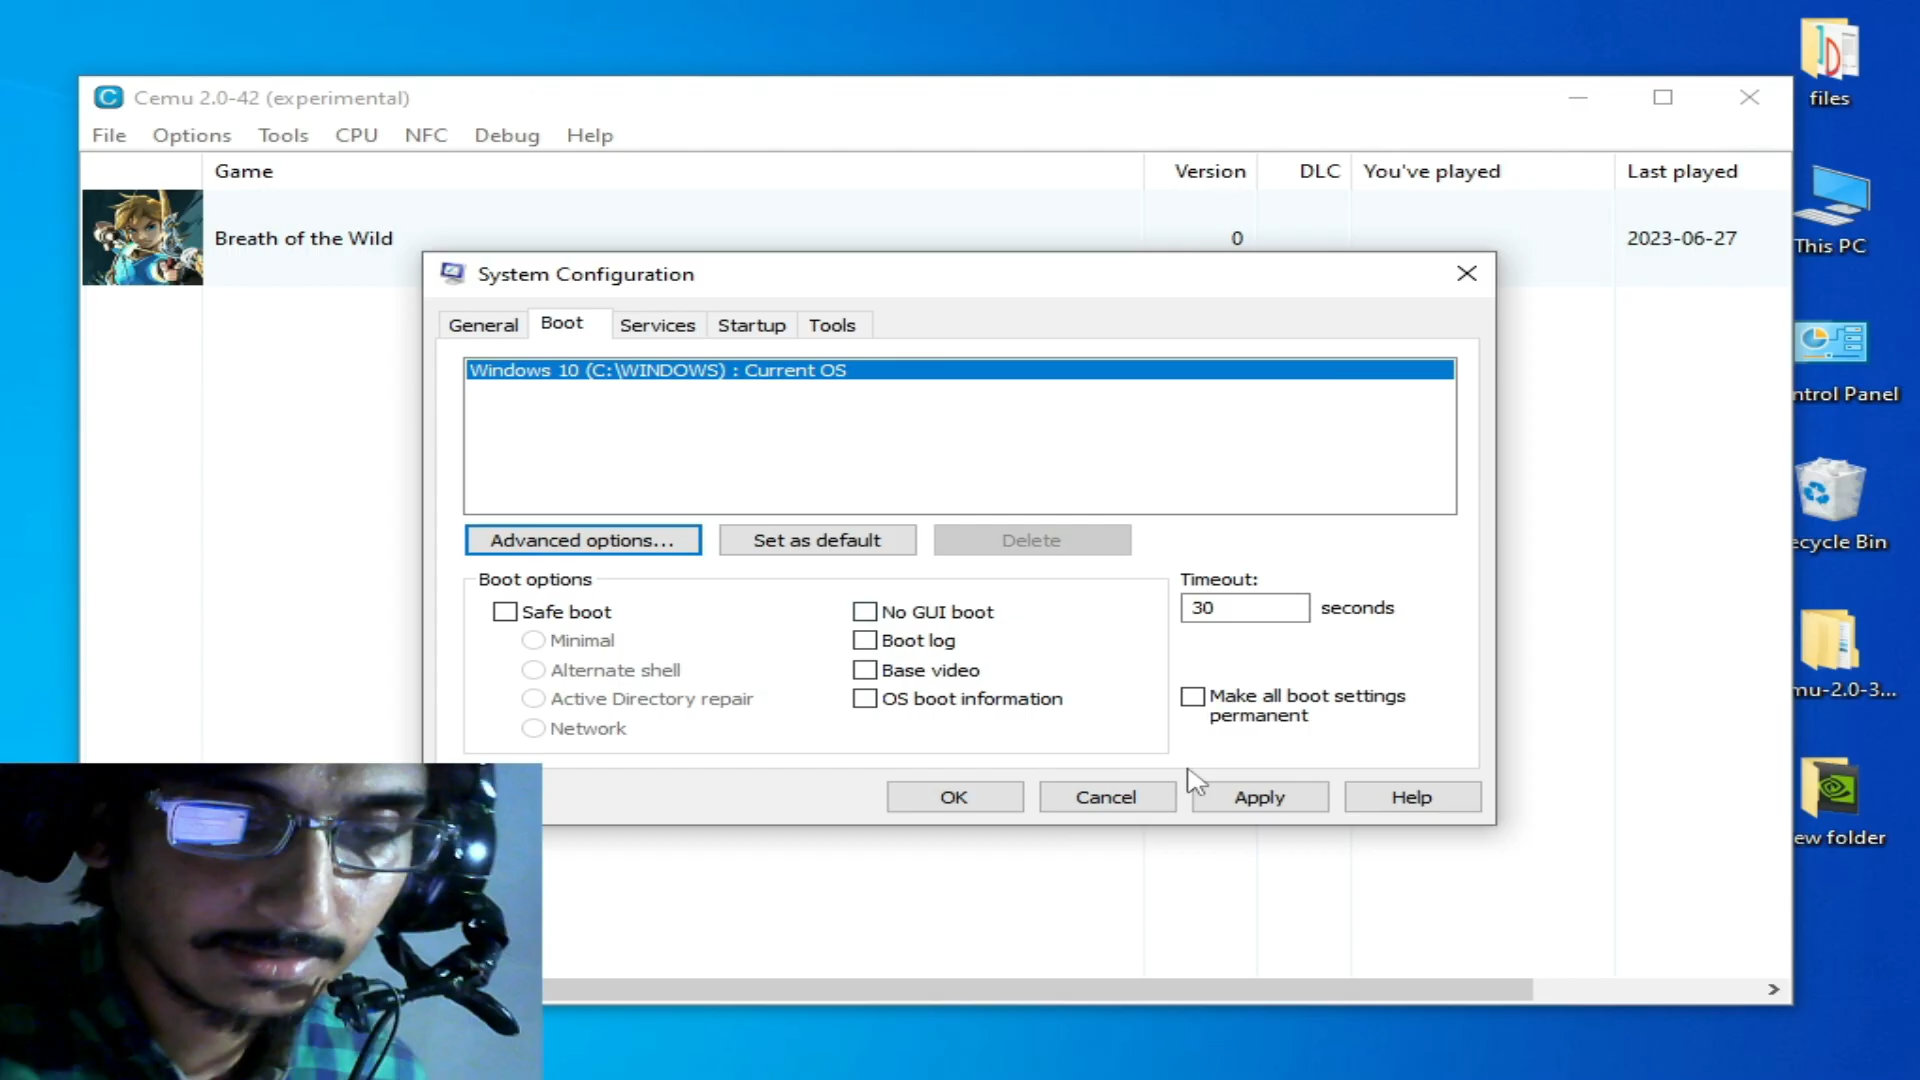 files
Cemu 2.0-42 (experimental)
File Options Tools CPU NFC Debug Help
Game Version DLC You've played Last played
Breath of the Wild 0 2023-06-27
This PC
System Configuration
General Boot Services Startup Tools
Windows 10 (C:\WINDOWS) : Current OS
ntrol Panel
Advanced options... Set as default Delete
ecycle Bin
Boot options Timeout:
Safe boot No GUI boot 30 seconds
Minimal Boot log
Alternate shell Base video
Active Directory repair OS boot information Make all boot settings
permanent
Network
mu-2.0-3...
OK Cancel Apply Help
ew folder